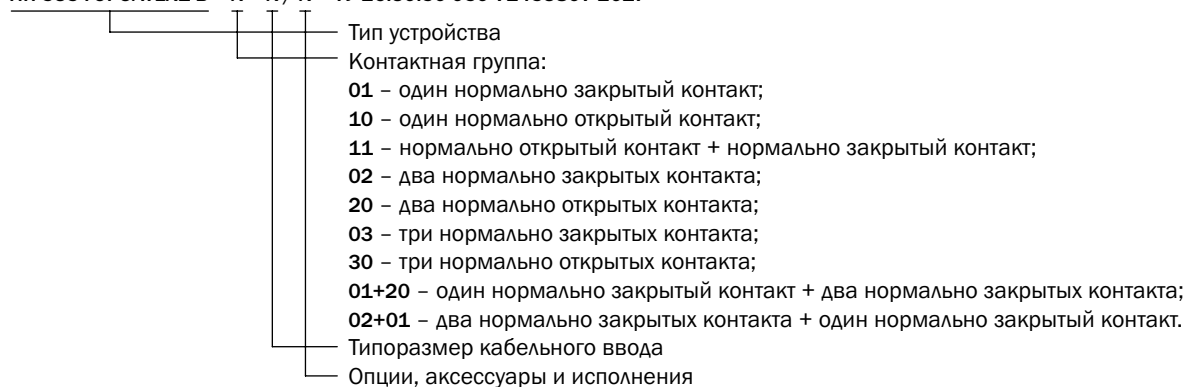 Тип устройства
Контактная группа:
01 – один нормально закрытый контакт;
10 – один нормально открытый контакт;
11 – нормально открытый контакт + нормально закрытый контакт;
02 – два нормально закрытых контакта;
20 – два нормально открытых контакта;
03 – три нормально закрытых контакта;
30 – три нормально открытых контакта;
01+20 – один нормально закрытый контакт + два нормально закрытых контакта;
02+01 – два нормально закрытых контакта + один нормально закрытый контакт.
Типоразмер кабельного ввода
Опции, аксессуары и исполнения